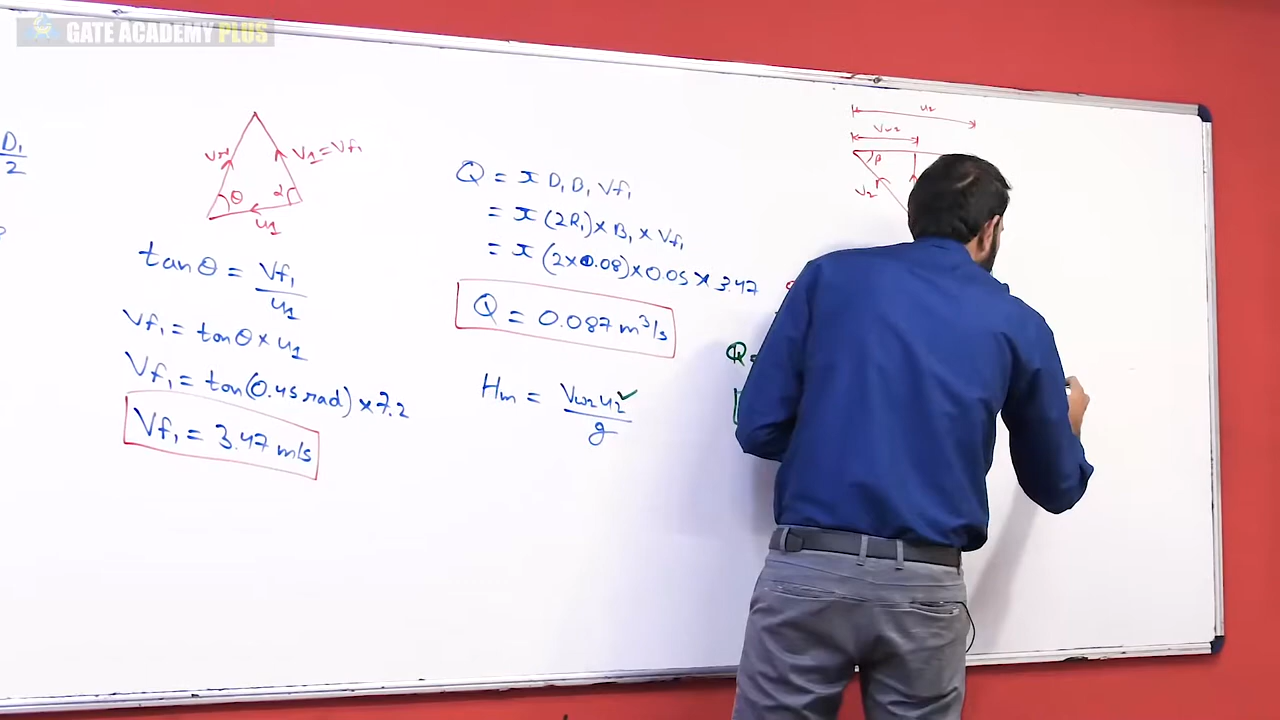 GATE ACADEMY PLUS
D₁
2
V₁ = Vf₁
θ
α
u₁
tan θ = Vf₁ / u₁
Vf₁ = tan θ × u₁
Vf₁ = tan(0.45 rad) × 7.2
Vf₁ = 3.47 m/s
Q = π D₁ B₁ Vf₁
= π (2R₁) × B₁ × Vf₁
= π (2×0.08) × 0.05 × 3.47
Q = 0.087 m³/s
Hm = Vw₂ u₂ / g
u₂
Vw₂
β
V₂
Q =